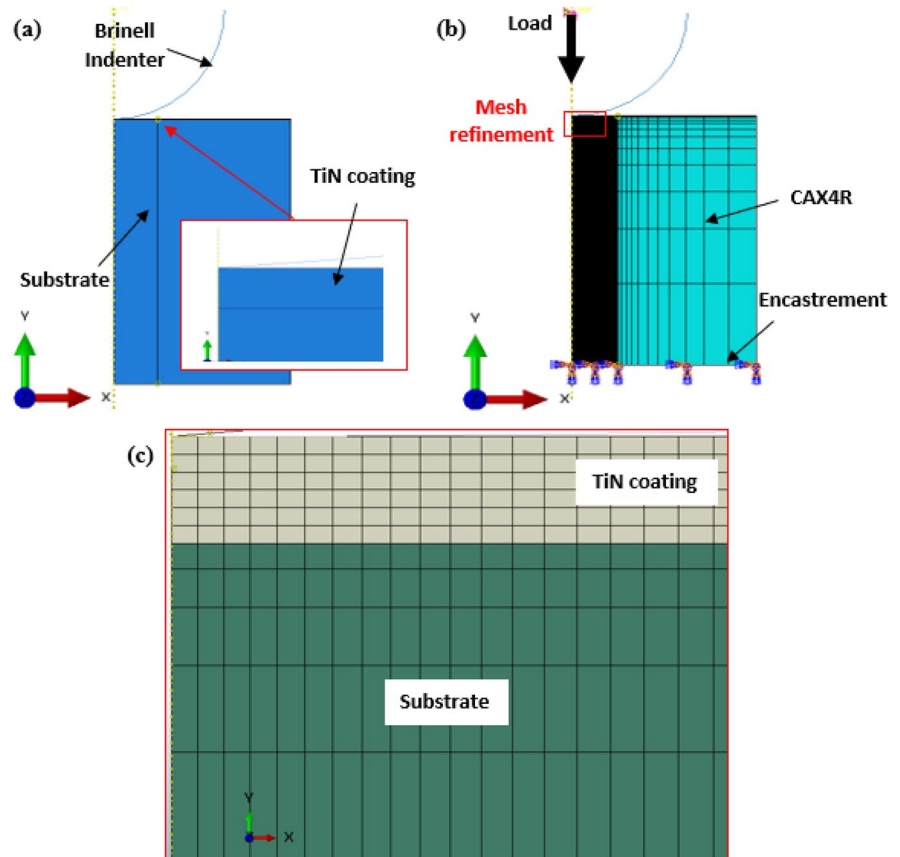 (a)
Brinell
Indenter
TiN coating
Substrate
Y
X
Z
Y
(b)
Load
Mesh
refinement
CAX4R
Encastrement
Y
X
Z
(c)
TiN coating
Substrate
Y
X